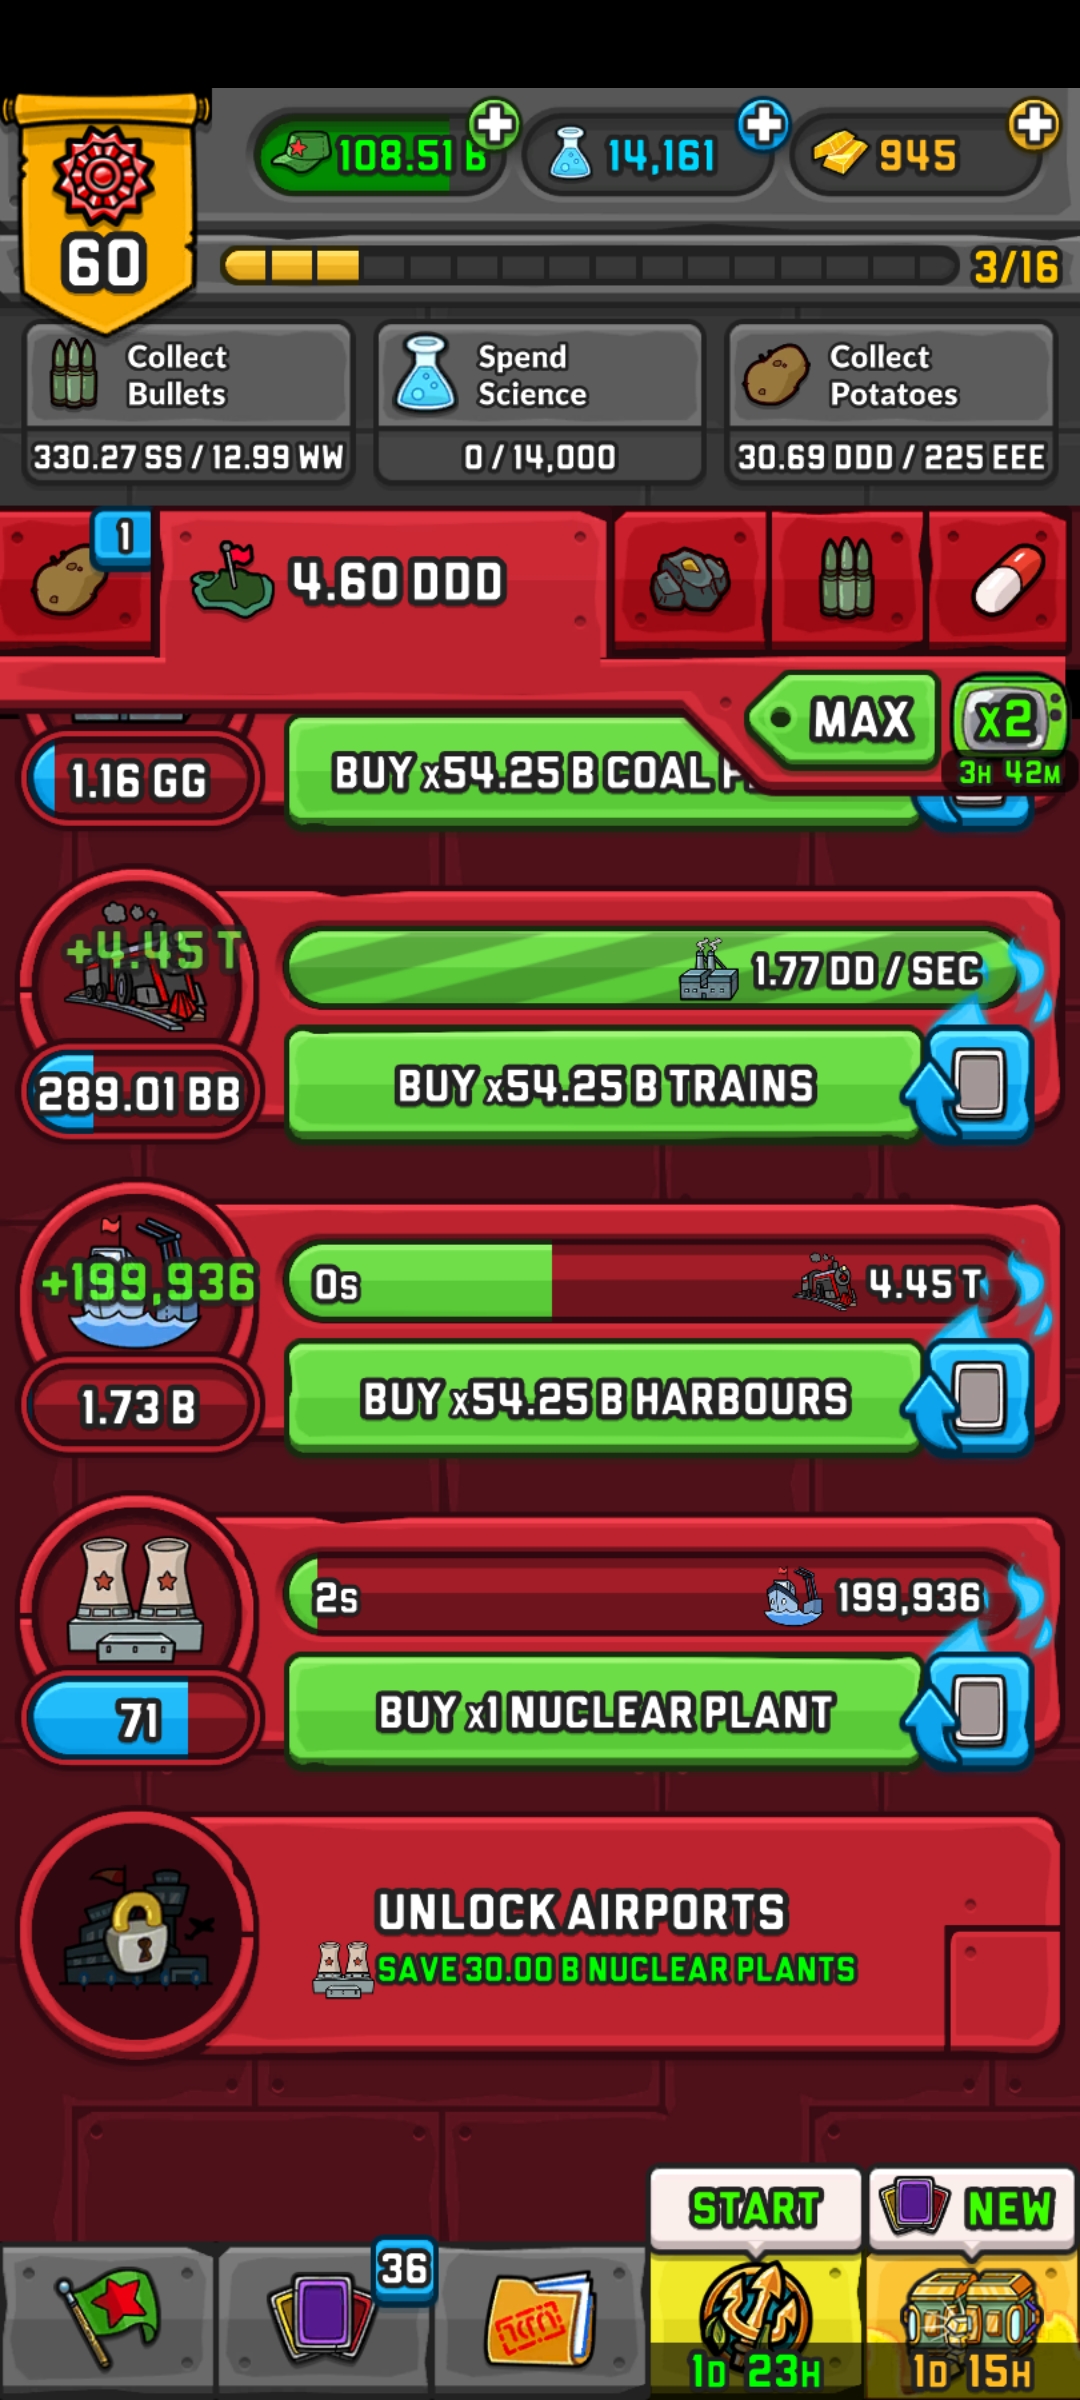 108.51 B
14,161
945
60
3/16
Collect
Bullets
330.27 SS / 12.99 WW
Spend
Science
0 / 14,000
Collect
Potatoes
30.69 DDD / 225 EEE
1
4.60 DDD
MAX
x2
3H 42M
1.16 GG
BUY x54.25 B COAL
+4.45 T
1.77 DD / SEC
289.01 BB
BUY x54.25 B TRAINS
+199,936
0s
4.45 T
1.73 B
BUY x54.25 B HARBOURS
2s
199,936
71
BUY x1 NUCLEAR PLANT
UNLOCK AIRPORTS
SAVE 30.00 B NUCLEAR PLANTS
START
NEW
36
1D 23H
1D 15H